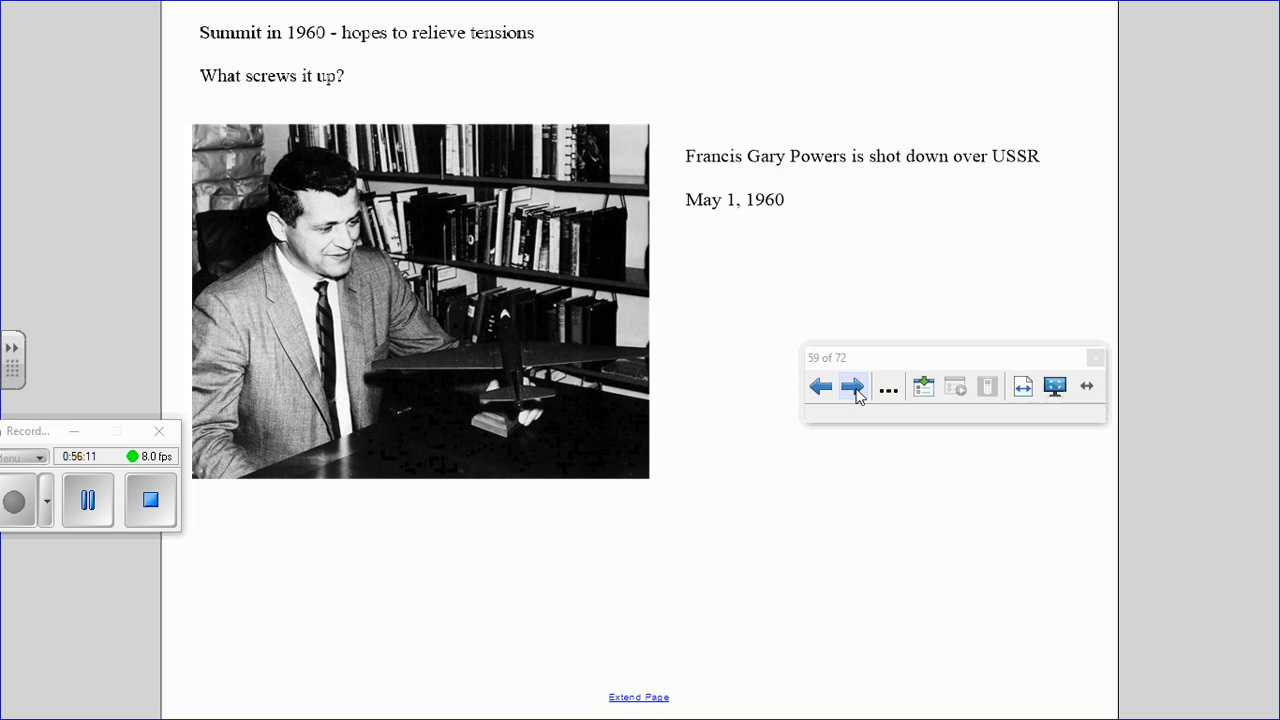 Summit in 1960 - hopes to relieve tensions
What screws it up?
Francis Gary Powers is shot down over USSR
May 1, 1960
59 of 72
Record...
Menu
0:56:11
8.0 fps
Extend Page